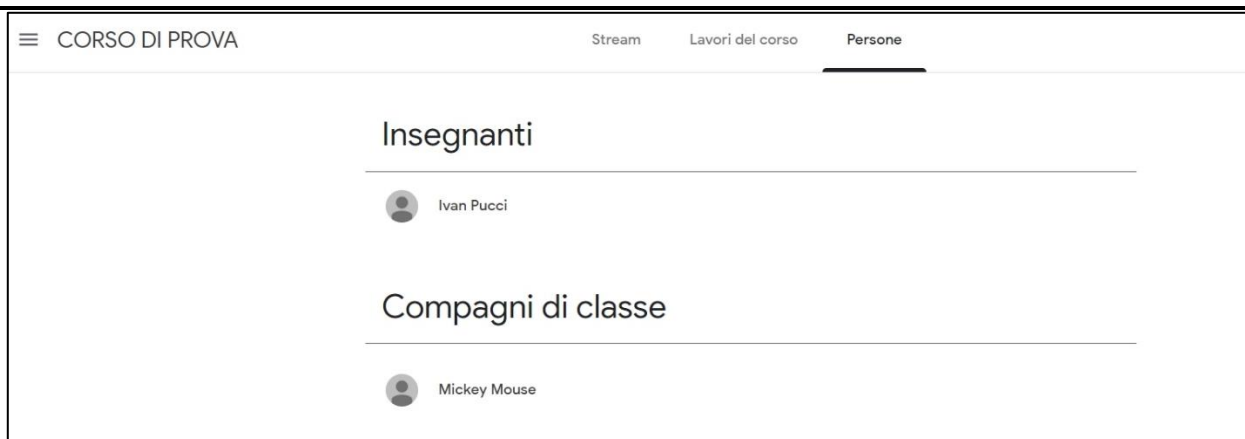 CORSO DI PROVA Stream Lavori del corso Persone
Insegnanti
Ivan Pucci
Compagni di classe
Mickey Mouse